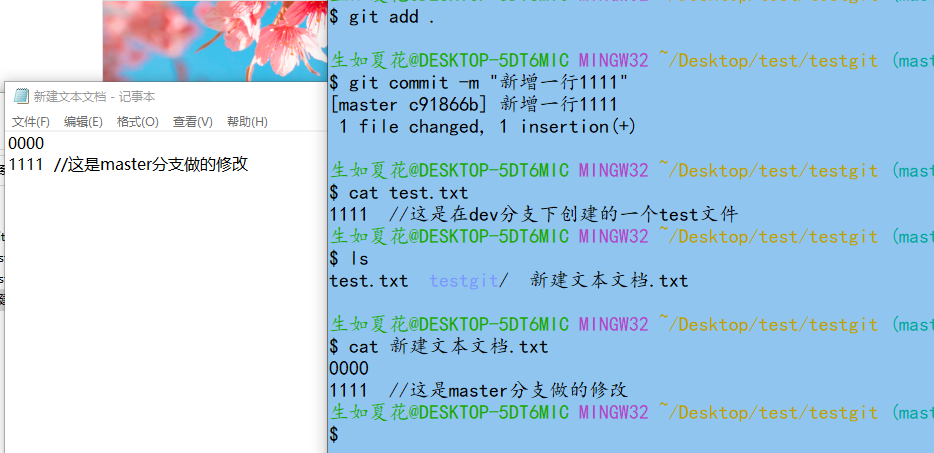 新建文本文档 - 记事本
文件(F) 编辑(E) 格式(O) 查看(V) 帮助(H)
0000
1111 //这是master分支做的修改
$ git add .
生如夏花@DESKTOP-5DT6MIC MINGW32 ~/Desktop/test/testgit (mast
$ git commit -m "新增一行1111"
[master c91866b] 新增一行1111
1 file changed, 1 insertion(+)
生如夏花@DESKTOP-5DT6MIC MINGW32 ~/Desktop/test/testgit (mast
$ cat test.txt
1111 //这是在dev分支下创建的一个test文件
生如夏花@DESKTOP-5DT6MIC MINGW32 ~/Desktop/test/testgit (mast
$ ls
test.txt testgit/ 新建文本文档.txt
生如夏花@DESKTOP-5DT6MIC MINGW32 ~/Desktop/test/testgit (mast
$ cat 新建文本文档.txt
0000
1111 //这是master分支做的修改
生如夏花@DESKTOP-5DT6MIC MINGW32 ~/Desktop/test/testgit (mast
$